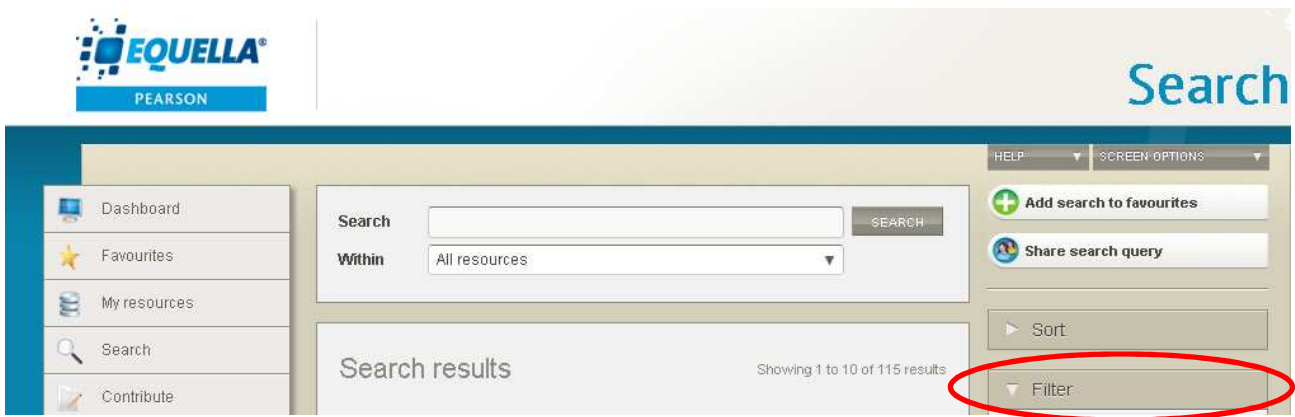 EQUELLA®
PEARSON
Search
HELP
SCREEN OPTIONS
Dashboard
Favourites
My resources
Search
Contribute
Search
SEARCH
Within
All resources
Search results
Showing 1 to 10 of 115 results
Add search to favourites
Share search query
Sort
Filter